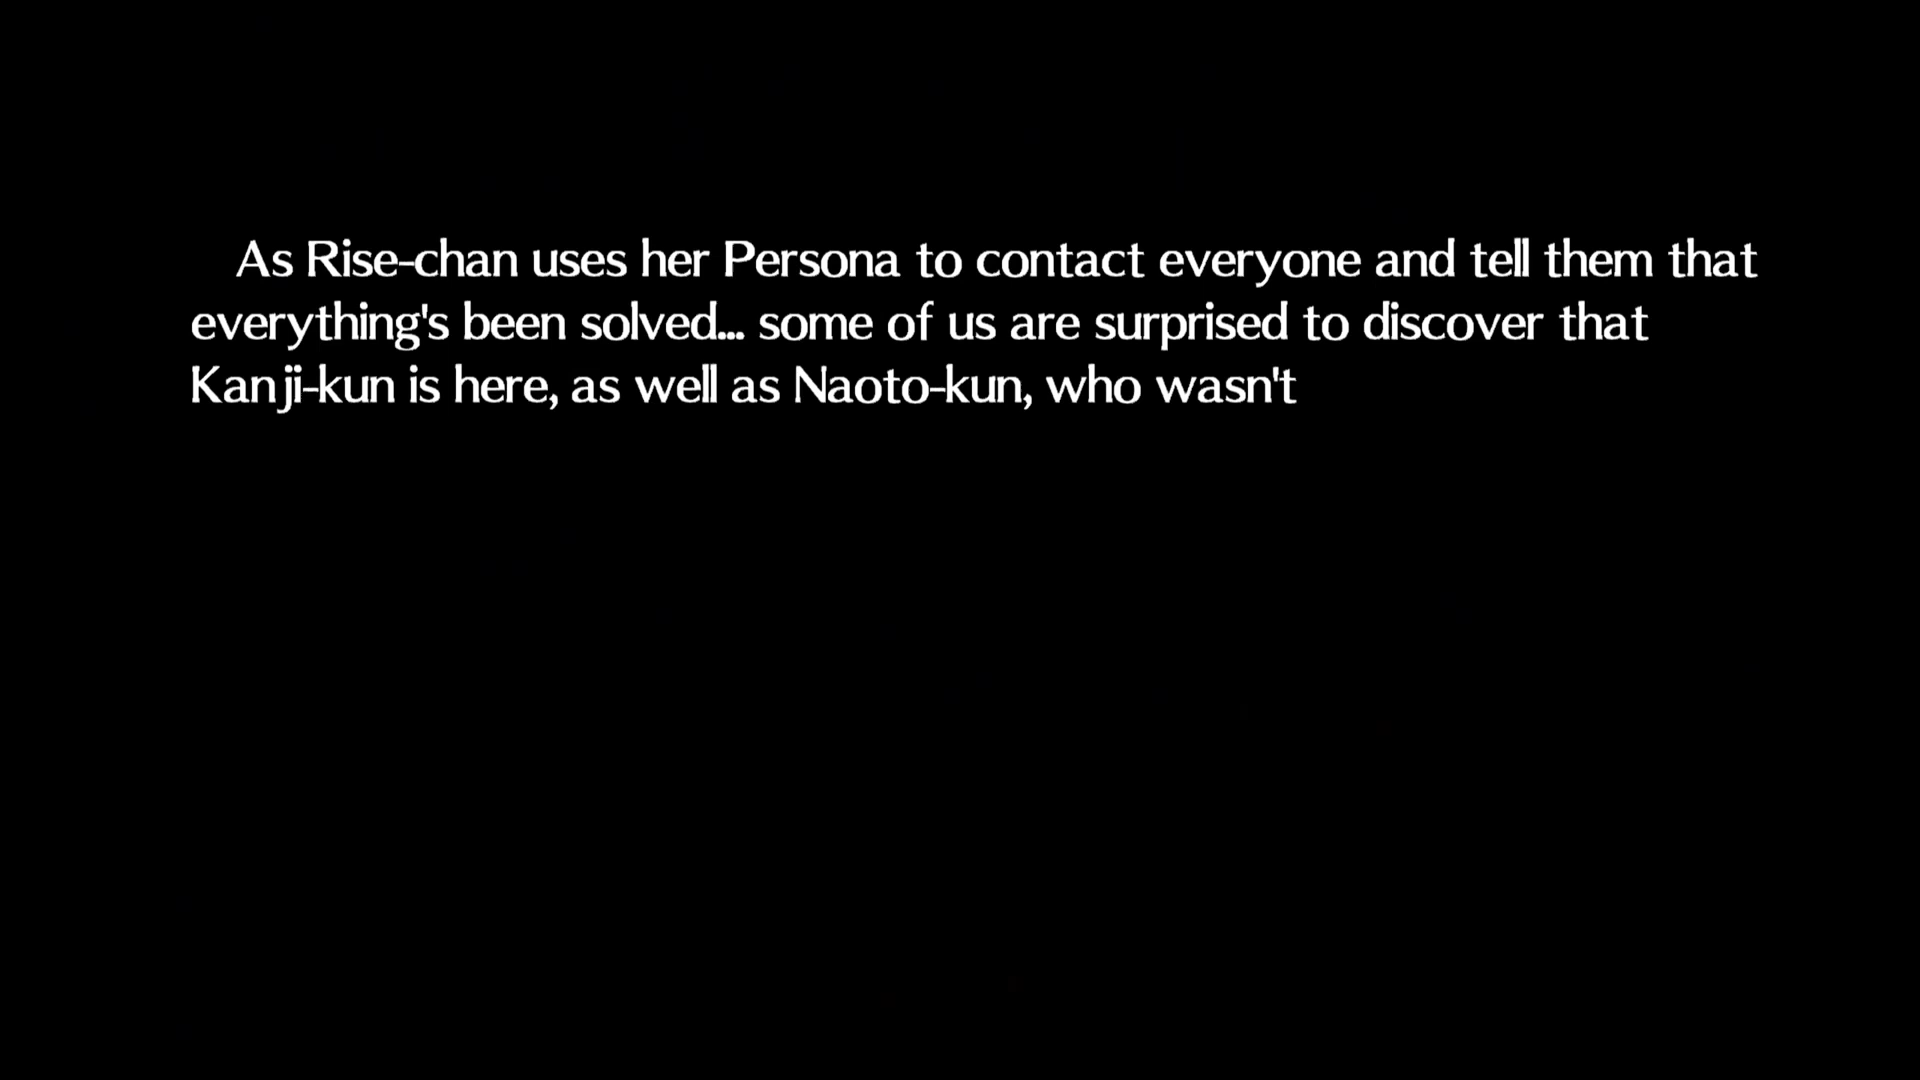 As Rise-chan uses her Persona to contact everyone and tell them that
everything's been solved... some of us are surprised to discover that
Kanji-kun is here, as well as Naoto-kun, who wasn't